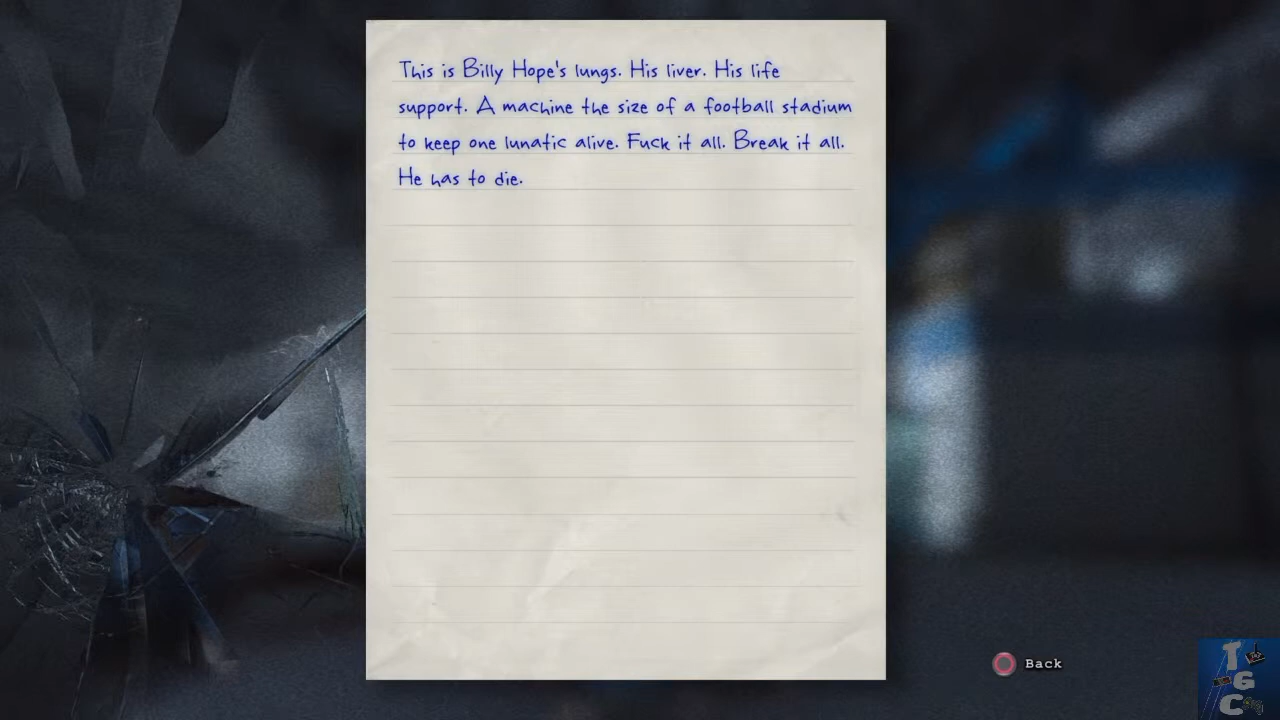 This is Billy Hope's lungs. His liver. His life
support. A machine the size of a football stadium
to keep one lunatic alive. Fuck it all. Break it all.
He has to die.
Back
T
G
C